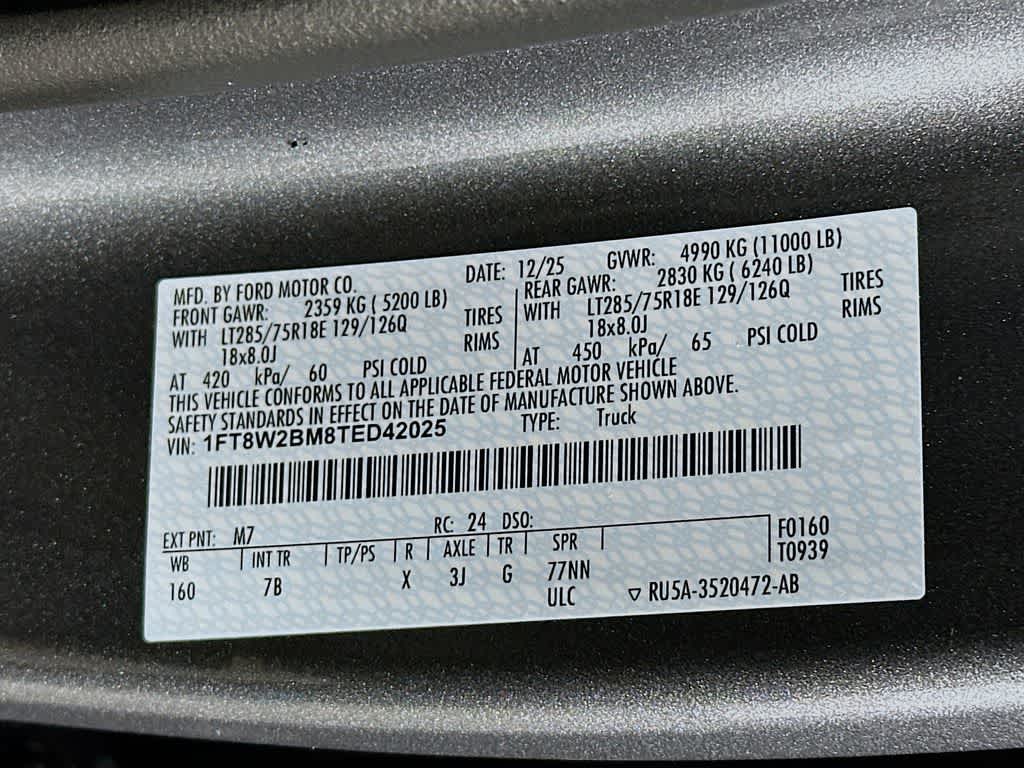 MFD. BY FORD MOTOR CO.
DATE: 12/25 GVWR: 4990 KG (11000 LB)
FRONT GAWR: 2359 KG ( 5200 LB)
WITH LT285/75R18E 129/126Q TIRES
18x8.0J RIMS
AT 420 kPa/ 60 PSI COLD
REAR GAWR: 2830 KG ( 6240 LB)
WITH LT285/75R18E 129/126Q TIRES
18x8.0J RIMS
AT 450 kPa/ 65 PSI COLD
THIS VEHICLE CONFORMS TO ALL APPLICABLE FEDERAL MOTOR VEHICLE
SAFETY STANDARDS IN EFFECT ON THE DATE OF MANUFACTURE SHOWN ABOVE.
VIN: 1FT8W2BM8TED42025 TYPE: Truck
EXT PNT: M7 RC: 24 DSO:
WB INT TR TP/PS R AXLE TR SPR F0160
160 7B X 3J G 77NN T0939
ULC ▽ RU5A-3520472-AB